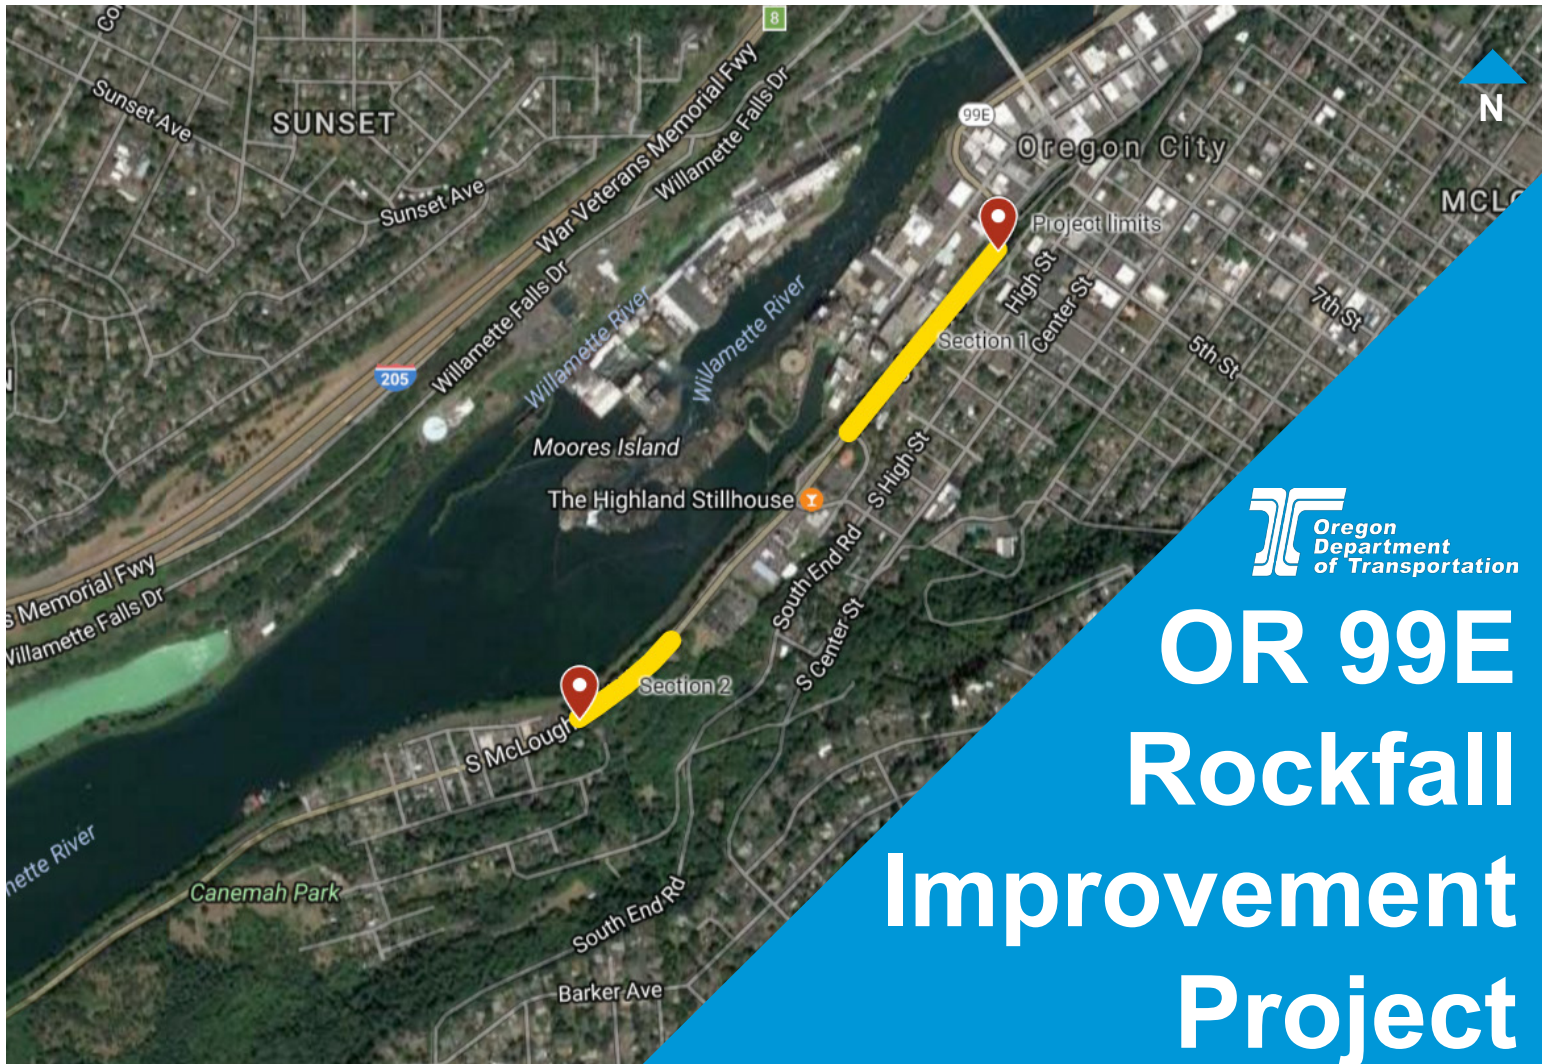 8
Sunset Ave
SUNSET
War Veterans Memorial Fwy
Willamette Falls Dr
99E
Oregon City
N
Sunset Ave
MCLO
Project limits
High St
Center St
7th St
Willamette Falls Dr
Willamette River
Willamette River
Section 1
5th St
205
Moores Island
The Highland Stillhouse
S High St
South End Rd
S Center St
s Memorial Fwy
Willamette Falls Dr
Section 2
S McLough
nette River
Canemah Park
South End Rd
Barker Ave
Oregon
Department
of Transportation
OR 99E
Rockfall
Improvement
Project